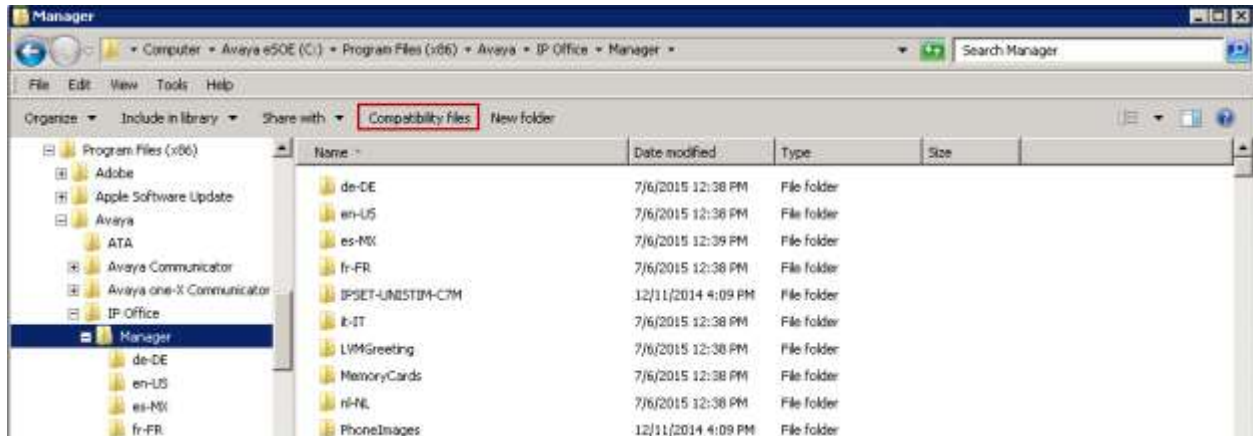 Manager
Computer Avaya eSOE (C:) Program Files (x86) Avaya IP Office Manager
Search Manager
File Edit View Tools Help
Organize Include in library Share with Compatibility files New folder
Program Files (x86)
Adobe
Apple Software Update
Avaya
ATA
Avaya Communicator
Avaya one-X Communicator
IP Office
Manager
de-DE
en-US
es-MX
fr-FR
Name Date modified Type Size
de-DE 7/6/2015 12:38 PM File folder
en-US 7/6/2015 12:38 PM File folder
es-MX 7/6/2015 12:39 PM File folder
fr-FR 7/6/2015 12:38 PM File folder
IPSET-UNISTIM-C7M 12/11/2014 4:09 PM File folder
it-IT 7/6/2015 12:38 PM File folder
LVMGreeting 7/6/2015 12:38 PM File folder
MemoryCards 7/6/2015 12:38 PM File folder
nl-NL 7/6/2015 12:38 PM File folder
PhoneImages 12/11/2014 4:09 PM File folder